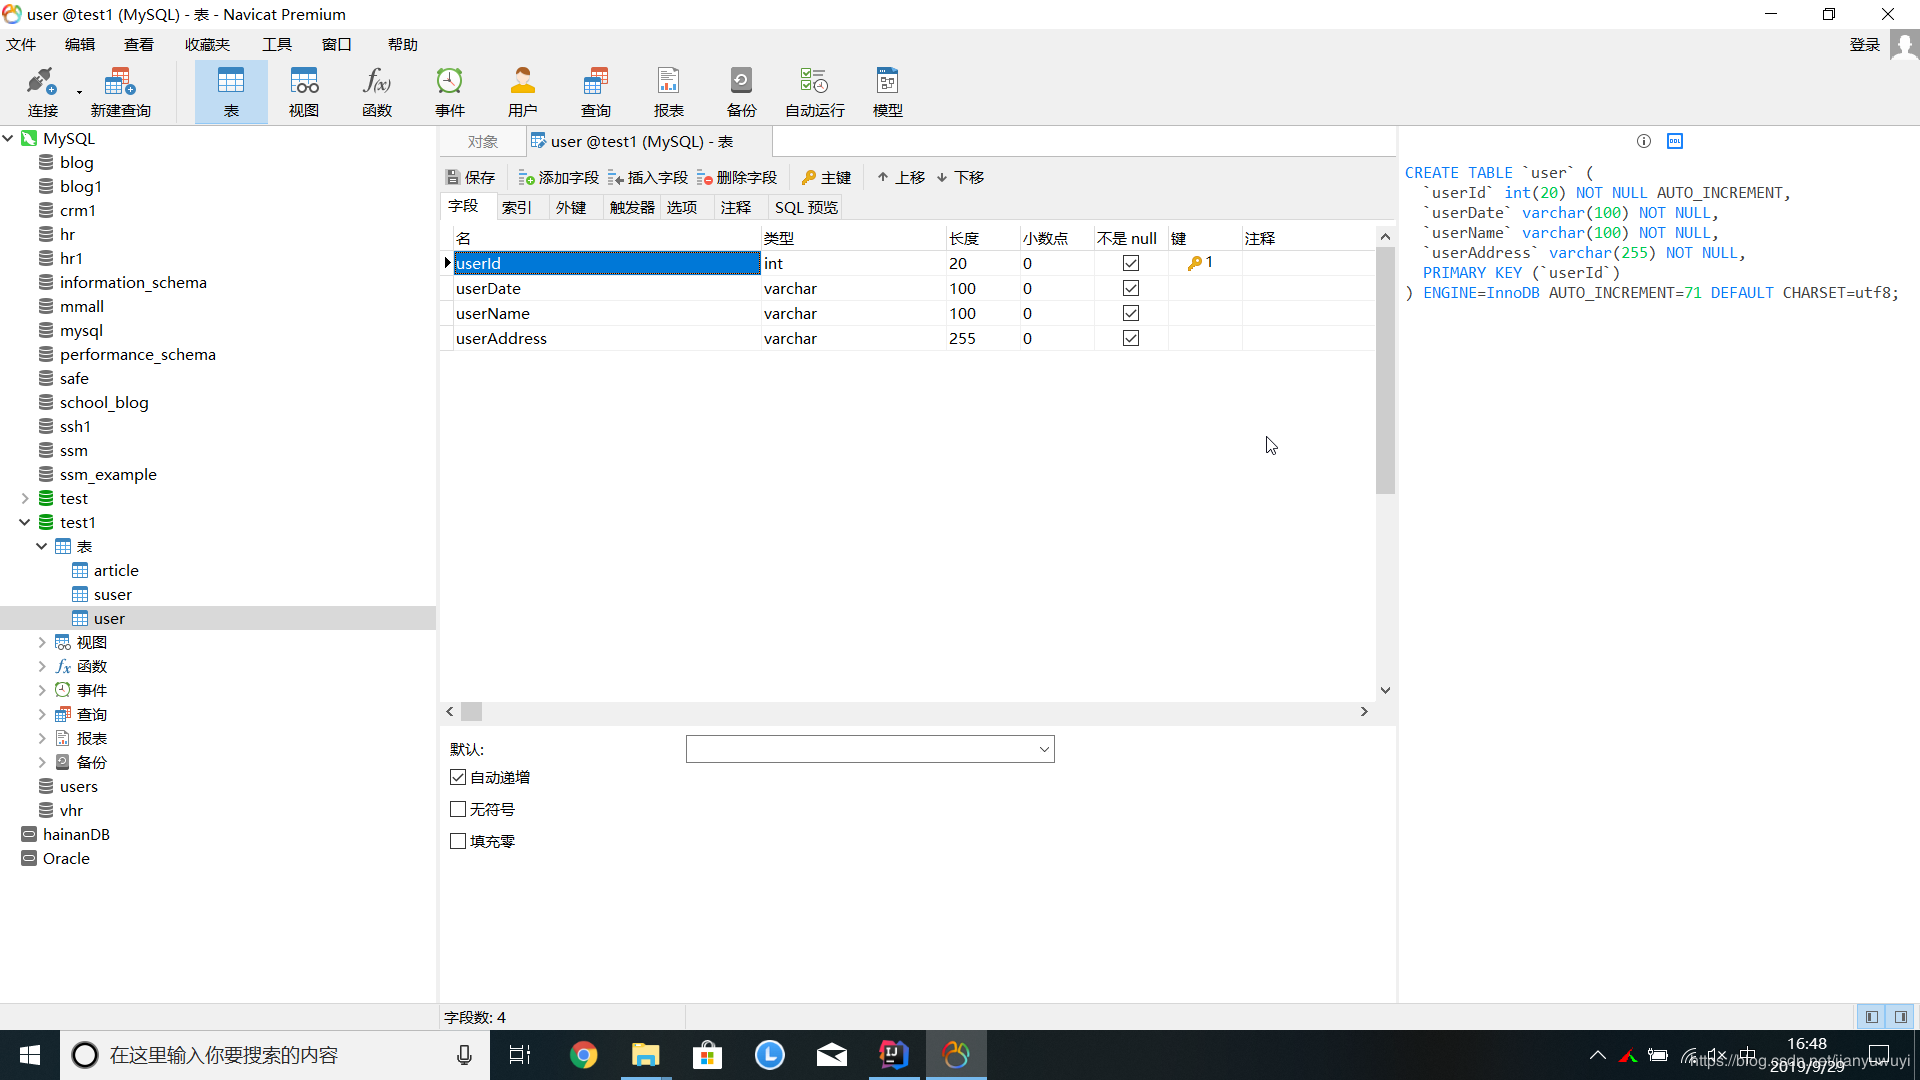 user @test1 (MySQL) - 表 - Navicat Premium
文件 编辑 查看 收藏夹 工具 窗口 帮助 登录
连接 新建查询 表 视图 函数 事件 用户 查询 报表 备份 自动运行 模型
MySQL
blog
blog1
crm1
hr
hr1
information_schema
mmall
mysql
performance_schema
safe
school_blog
ssh1
ssm
ssm_example
test
test1
表
article
suser
user
视图
函数
事件
查询
报表
备份
users
vhr
hainanDB
Oracle
对象 user @test1 (MySQL) - 表
保存 添加字段 插入字段 删除字段 主键 上移 下移
字段 索引 外键 触发器 选项 注释 SQL 预览
名 类型 长度 小数点 不是 null 键 注释
userId int 20 0 1
userDate varchar 100 0
userName varchar 100 0
userAddress varchar 255 0
默认:
自动递增
无符号
填充零
字段数: 4
DDL
CREATE TABLE `user` (
`userId` int(20) NOT NULL AUTO_INCREMENT,
`userDate` varchar(100) NOT NULL,
`userName` varchar(100) NOT NULL,
`userAddress` varchar(255) NOT NULL,
PRIMARY KEY (`userId`)
) ENGINE=InnoDB AUTO_INCREMENT=71 DEFAULT CHARSET=utf8;
在这里输入你要搜索的内容
中
16:48
2019/9/29
https://blog.csdn.net/jianyuwuyi